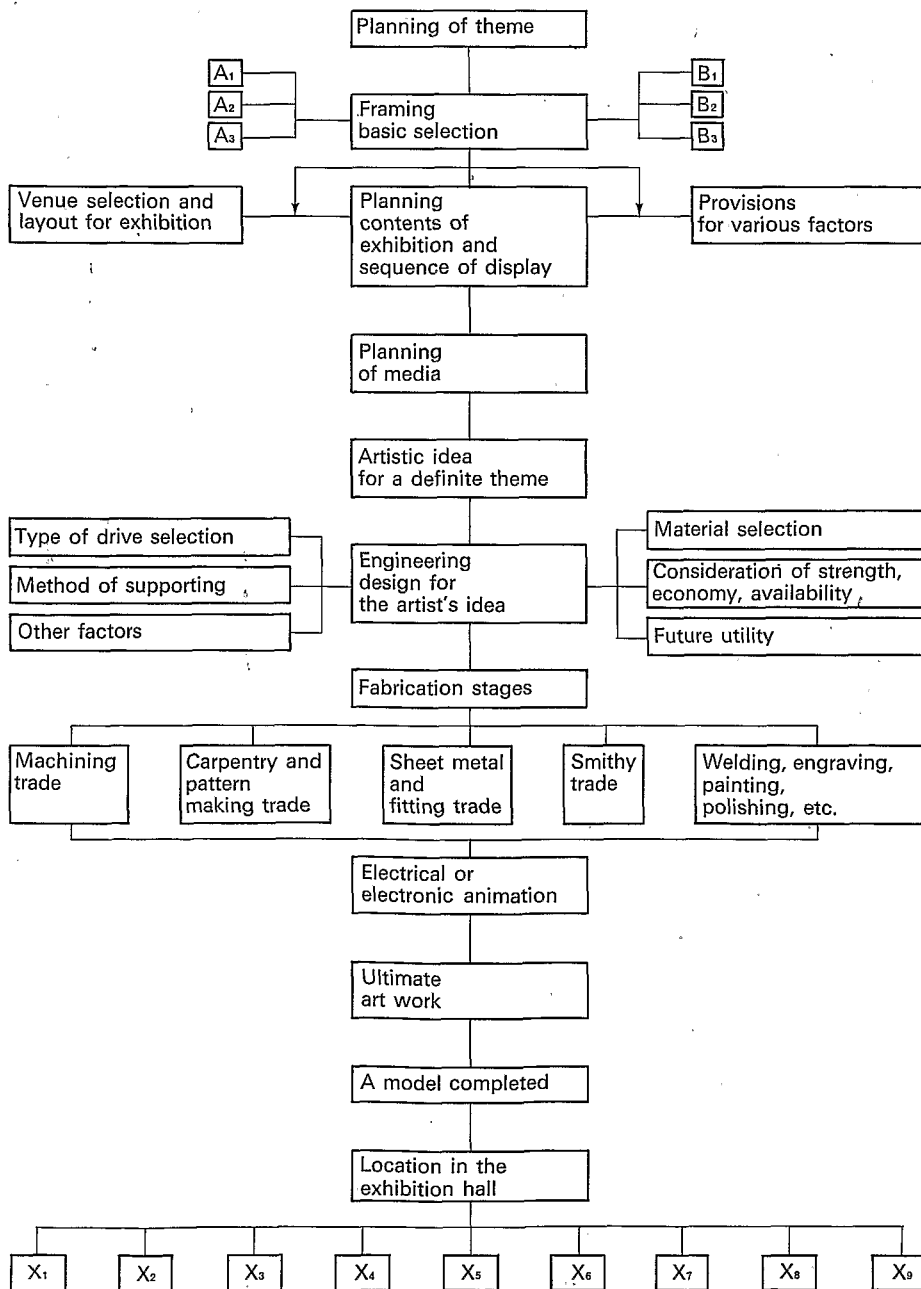 Planning of theme
A₁
A₂
A₃
Framing
basic selection
B₁
B₂
B₃
Venue selection and
layout for exhibition
Planning
contents of
exhibition and
sequence of display
Provisions
for various factors
Planning
of media
Artistic idea
for a definite theme
Type of drive selection
Method of supporting
Other factors
Engineering
design for
the artist's idea
Material selection
Consideration of strength,
economy, availability
Future utility
Fabrication stages
Machining
trade
Carpentry and
pattern
making trade
Sheet metal
and
fitting trade
Smithy
trade
Welding, engraving,
painting,
polishing, etc.
Electrical or
electronic animation
Ultimate
art work
A model completed
Location in the
exhibition hall
X₁
X₂
X₃
X₄
X₅
X₆
X₇
X₈
X₉